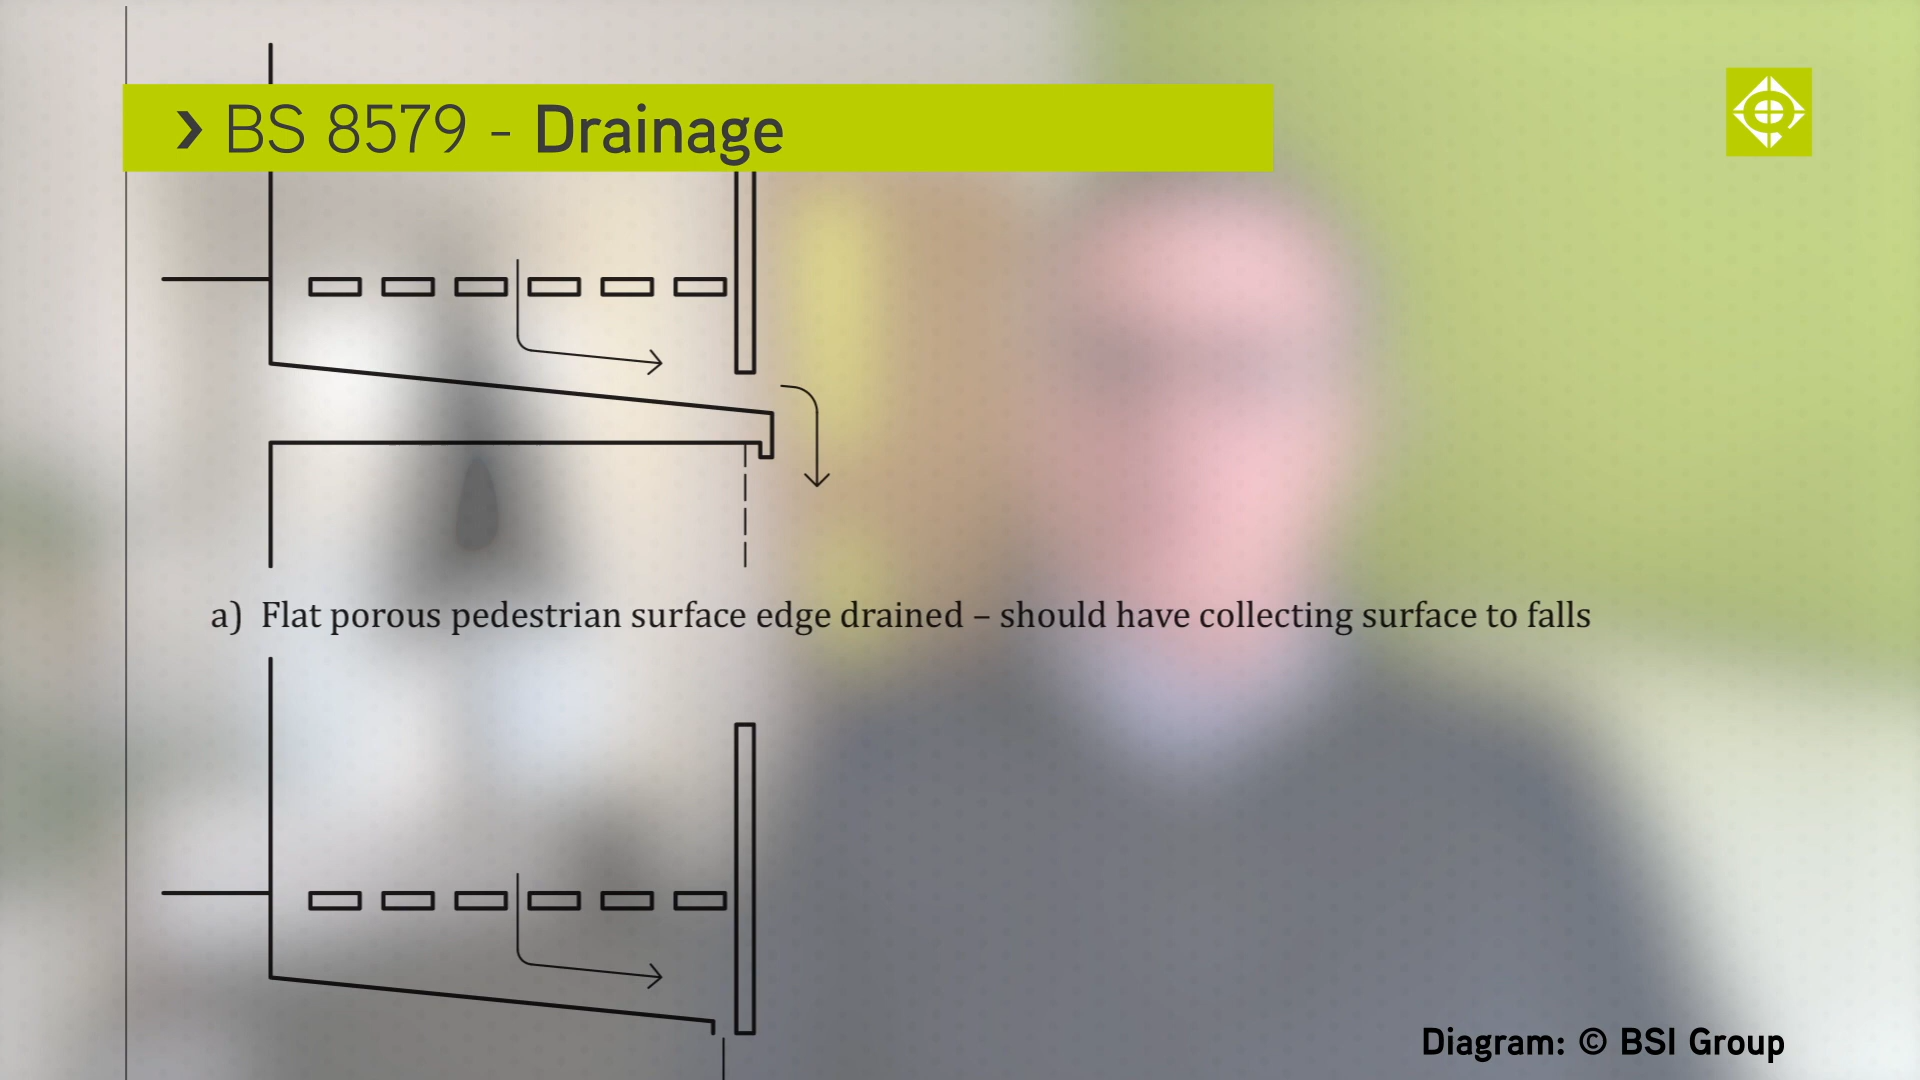 BS 8579 - Drainage
a) Flat porous pedestrian surface edge drained – should have collecting surface to falls
Diagram: © BSI Group